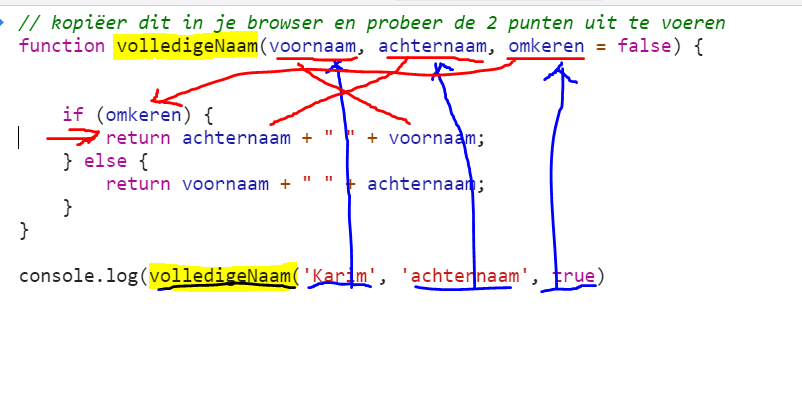 // kopiëer dit in je browser en probeer de 2 punten uit te voeren
function volledigeNaam(voornaam, achternaam, omkeren = false) {
if (omkeren) {
return achternaam + " " + voornaam;
} else {
return voornaam + " " + achternaam;
}
}
console.log(volledigeNaam('Karim', 'achternaam', true)